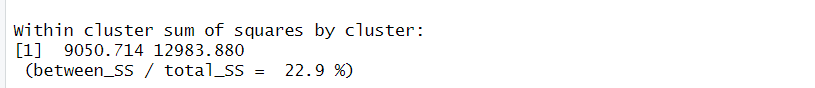 Within cluster sum of squares by cluster:
[1]  9050.714 12983.880
 (between_SS / total_SS =  22.9 %)